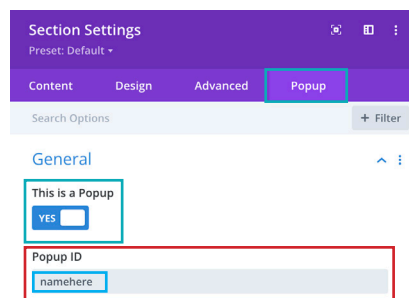 Section Settings
Preset: Default
Content Design Advanced Popup
Search Options + Filter
General
This is a Popup
YES
Popup ID
namehere